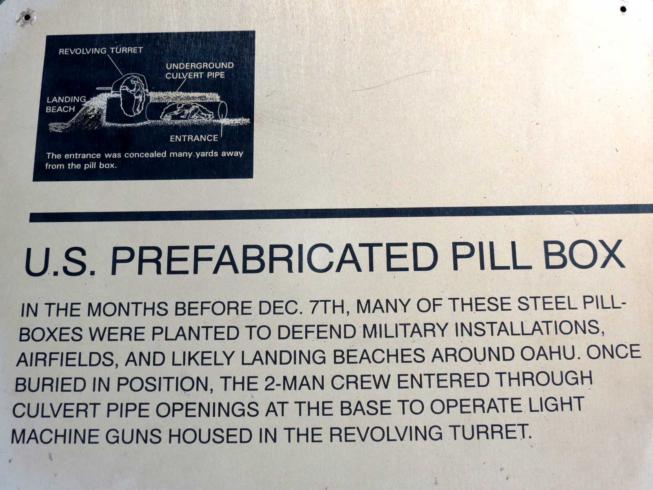 REVOLVING TURRET
UNDERGROUND
CULVERT PIPE
LANDING
BEACH
ENTRANCE
The entrance was concealed many yards away
from the pill box.
U.S. PREFABRICATED PILL BOX
IN THE MONTHS BEFORE DEC. 7TH, MANY OF THESE STEEL PILL-
BOXES WERE PLANTED TO DEFEND MILITARY INSTALLATIONS,
AIRFIELDS, AND LIKELY LANDING BEACHES AROUND OAHU. ONCE
BURIED IN POSITION, THE 2-MAN CREW ENTERED THROUGH
CULVERT PIPE OPENINGS AT THE BASE TO OPERATE LIGHT
MACHINE GUNS HOUSED IN THE REVOLVING TURRET.